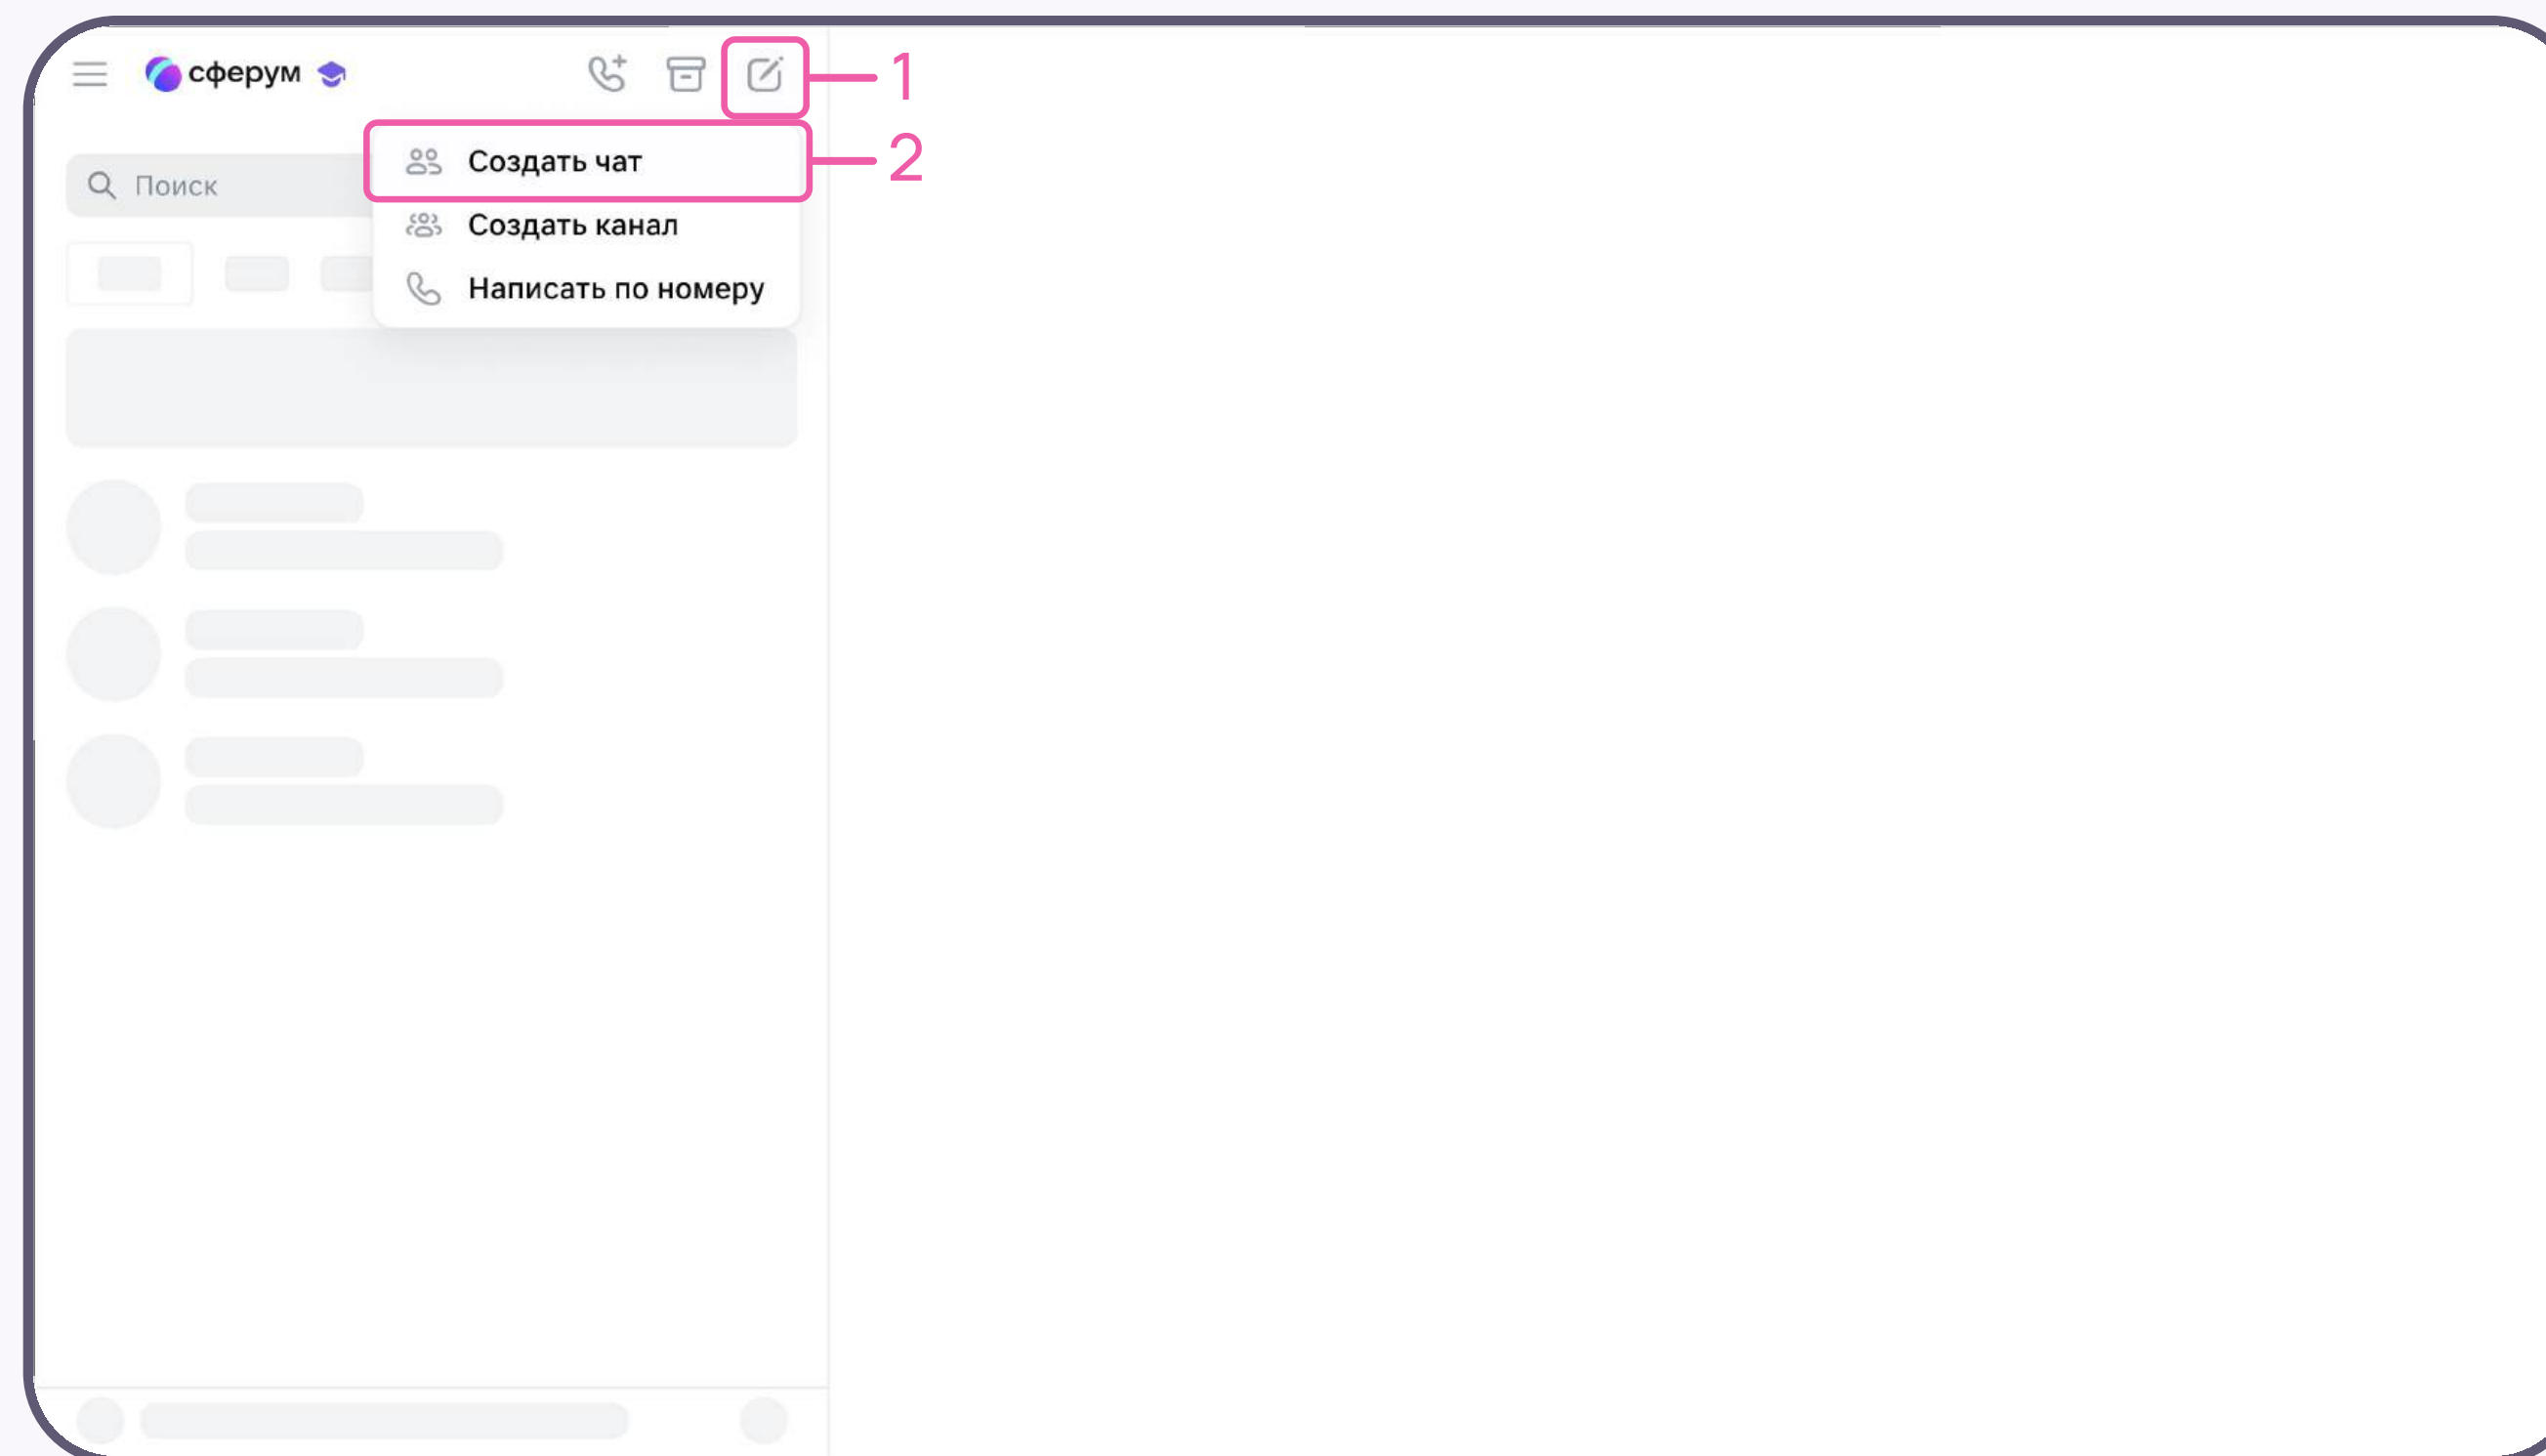 сферум
1
Создать чат
2
Поиск
Создать канал
Написать по номеру